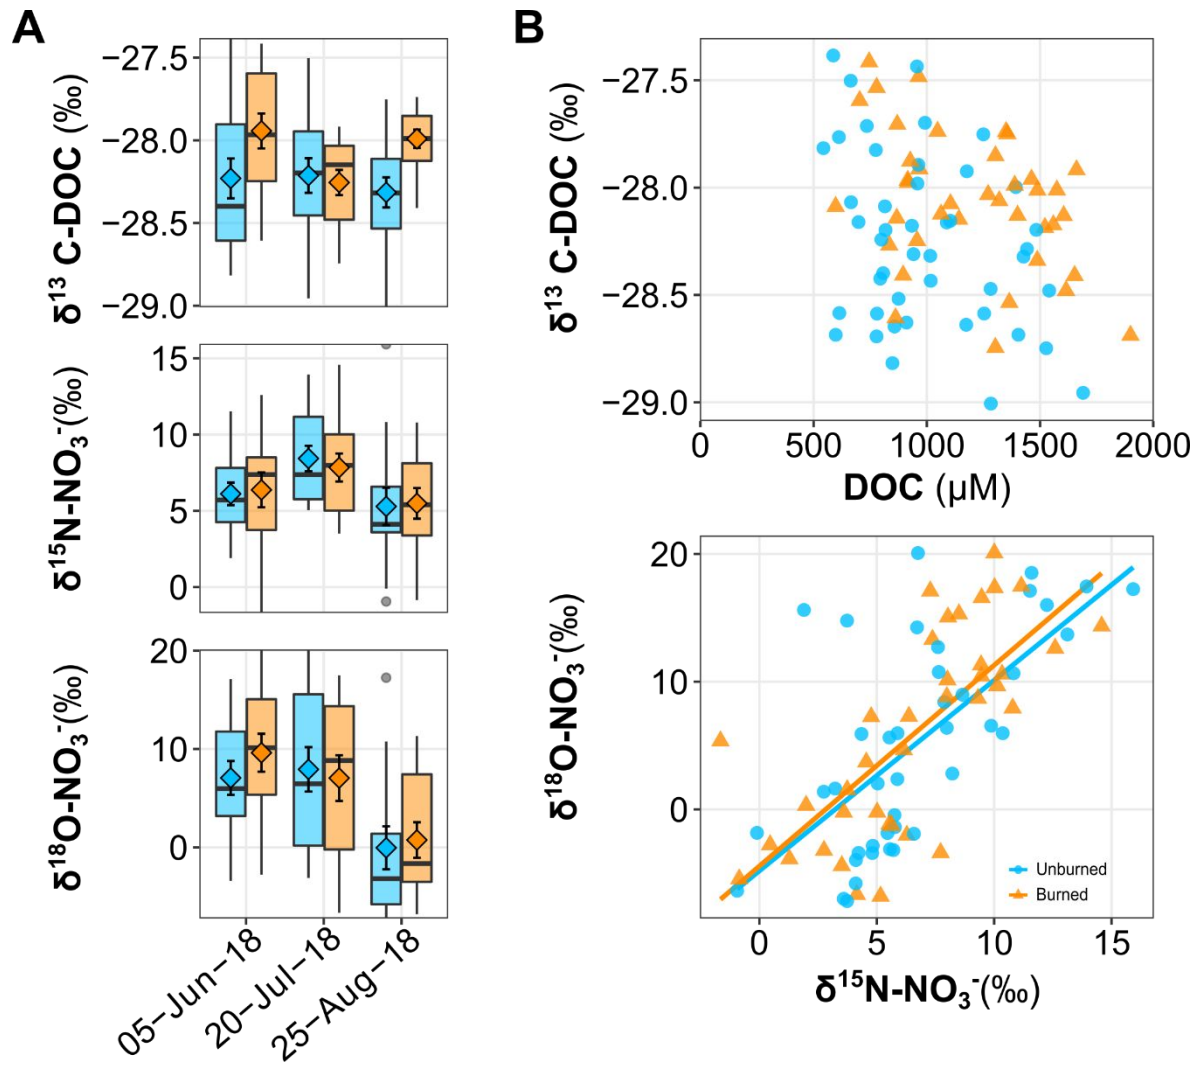 A
δ¹³ C-DOC (‰)
−27.5
−28.0
−28.5
−29.0
δ¹⁵N-NO₃⁻(‰)
15
10
5
0
δ¹⁸O-NO₃⁻(‰)
20
10
0
05−Jun−18
20−Jul−18
25−Aug−18
B
δ¹³ C-DOC (‰)
−27.5
−28.0
−28.5
−29.0
0 500 1000 1500 2000
DOC (µM)
δ¹⁸O-NO₃⁻(‰)
20
10
0
Unburned
Burned
0 5 10 15
δ¹⁵N-NO₃⁻(‰)